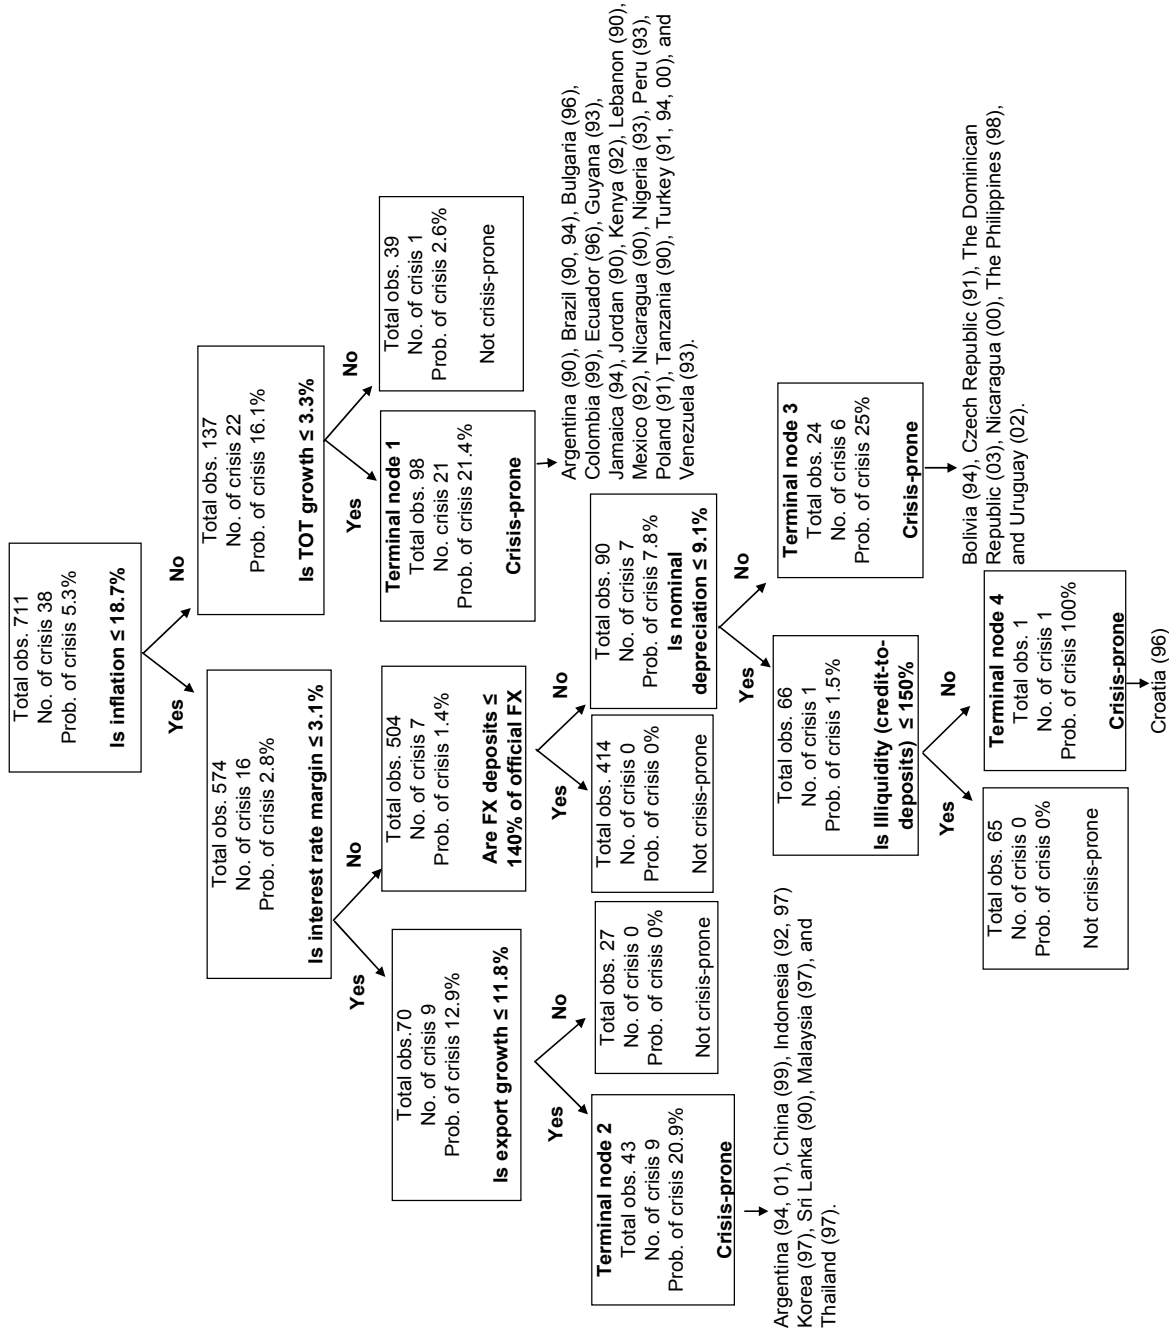 Total obs. 711
No. of crisis 38
Prob. of crisis 5.3%
Is inflation ≤ 18.7%
Yes
No
Total obs. 574
No. of crisis 16
Prob. of crisis 2.8%
Is interest rate margin ≤ 3.1%
Total obs. 137
No. of crisis 22
Prob. of crisis 16.1%
Is TOT growth ≤ 3.3%
Yes
No
Yes
No
Total obs.70
No. of crisis 9
Prob. of crisis 12.9%
Is export growth ≤ 11.8%
Total obs. 504
No. of crisis 7
Prob. of crisis 1.4%
Are FX deposits ≤
140% of official FX
Terminal node 1
Total obs. 98
No. crisis 21
Prob. of crisis 21.4%
Crisis-prone
Total obs. 39
No. of crisis 1
Prob. of crisis 2.6%
Not crisis-prone
Argentina (90), Brazil (90, 94), Bulgaria (96),
Colombia (99), Ecuador (96), Guyana (93),
Jamaica (94), Jordan (90), Kenya (92), Lebanon (90),
Mexico (92), Nicaragua (90), Nigeria (93), Peru (93),
Poland (91), Tanzania (90), Turkey (91, 94, 00), and
Venezuela (93).
Yes
No
Yes
No
Terminal node 2
Total obs. 43
No. of crisis 9
Prob. of crisis 20.9%
Crisis-prone
Total obs. 27
No. of crisis 0
Prob. of crisis 0%
Not crisis-prone
Total obs. 414
No. of crisis 0
Prob. of crisis 0%
Not crisis-prone
Total obs. 90
No. of crisis 7
Prob. of crisis 7.8%
Is nominal
depreciation ≤ 9.1%
Argentina (94, 01), China (99), Indonesia (92, 97)
Korea (97), Sri Lanka (90), Malaysia (97), and
Thailand (97).
Yes
No
Total obs. 66
No. of crisis 1
Prob. of crisis 1.5%
Is Illiquidity (credit-to-
deposits) ≤ 150%
Terminal node 3
Total obs. 24
No. of crisis 6
Prob. of crisis 25%
Crisis-prone
Bolivia (94), Czech Republic (91), The Dominican
Republic (03), Nicaragua (00), The Philippines (98),
and Uruguay (02).
Yes
No
Total obs. 65
No. of crisis 0
Prob. of crisis 0%
Not crisis-prone
Terminal node 4
Total obs. 1
No. of crisis 1
Prob. of crisis 100%
Crisis-prone
Croatia (96)